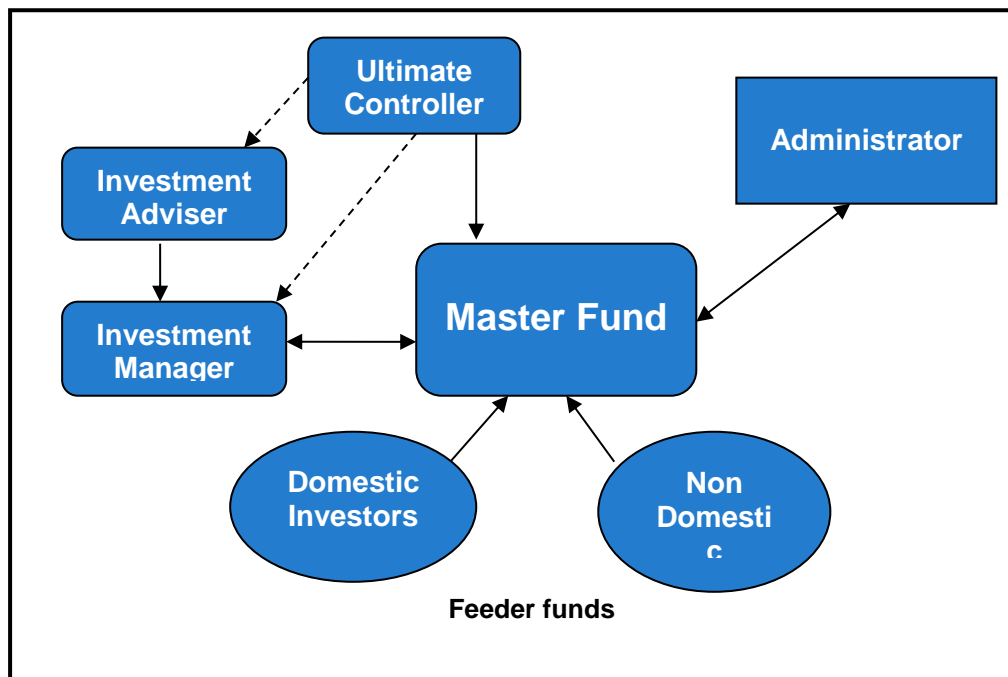 Ultimate
Controller
Administrator
Investment
Adviser
Master Fund
Investment
Manager
Domestic
Investors
Non
Domesti
c
Feeder funds